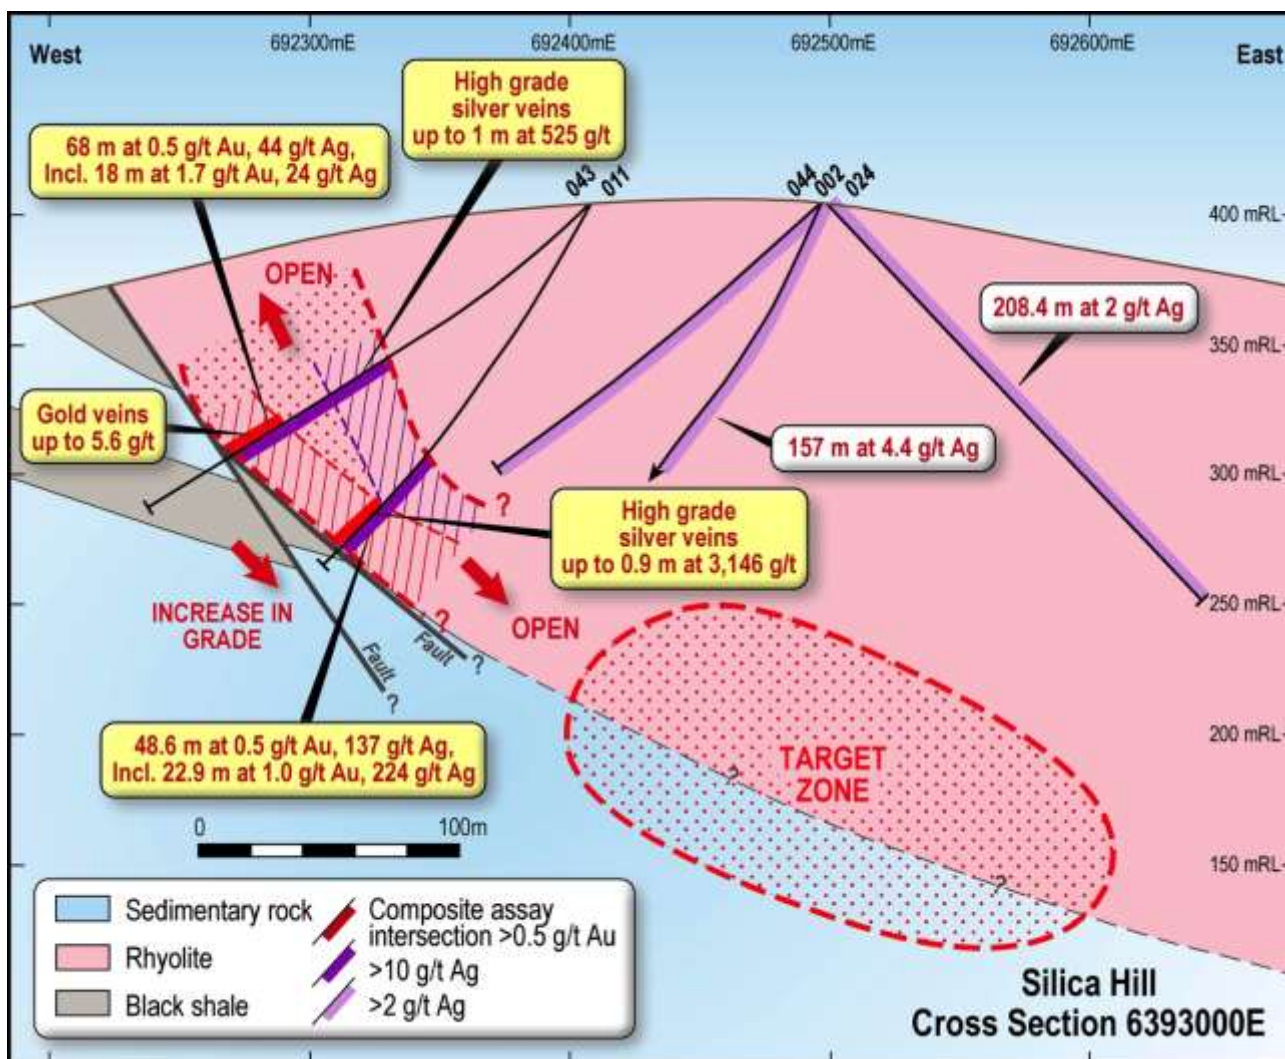 692300mE
692400mE
692500mE
692600mE
West
East
High grade
silver veins
up to 1 m at 525 g/t
68 m at 0.5 g/t Au, 44 g/t Ag,
Incl. 18 m at 1.7 g/t Au, 24 g/t Ag
043
011
044
002
024
400 mRL
OPEN
208.4 m at 2 g/t Ag
350 mRL
Gold veins
up to 5.6 g/t
157 m at 4.4 g/t Ag
300 mRL
?
High grade
silver veins
up to 0.9 m at 3,146 g/t
INCREASE IN
GRADE
OPEN
250 mRL
?
Fault
?
Fault
?
48.6 m at 0.5 g/t Au, 137 g/t Ag,
Incl. 22.9 m at 1.0 g/t Au, 224 g/t Ag
200 mRL
TARGET
ZONE
?
?
150 mRL
0
100m
Sedimentary rock
Rhyolite
Black shale
Composite assay
intersection >0.5 g/t Au
>10 g/t Ag
>2 g/t Ag
Silica Hill
Cross Section 6393000E